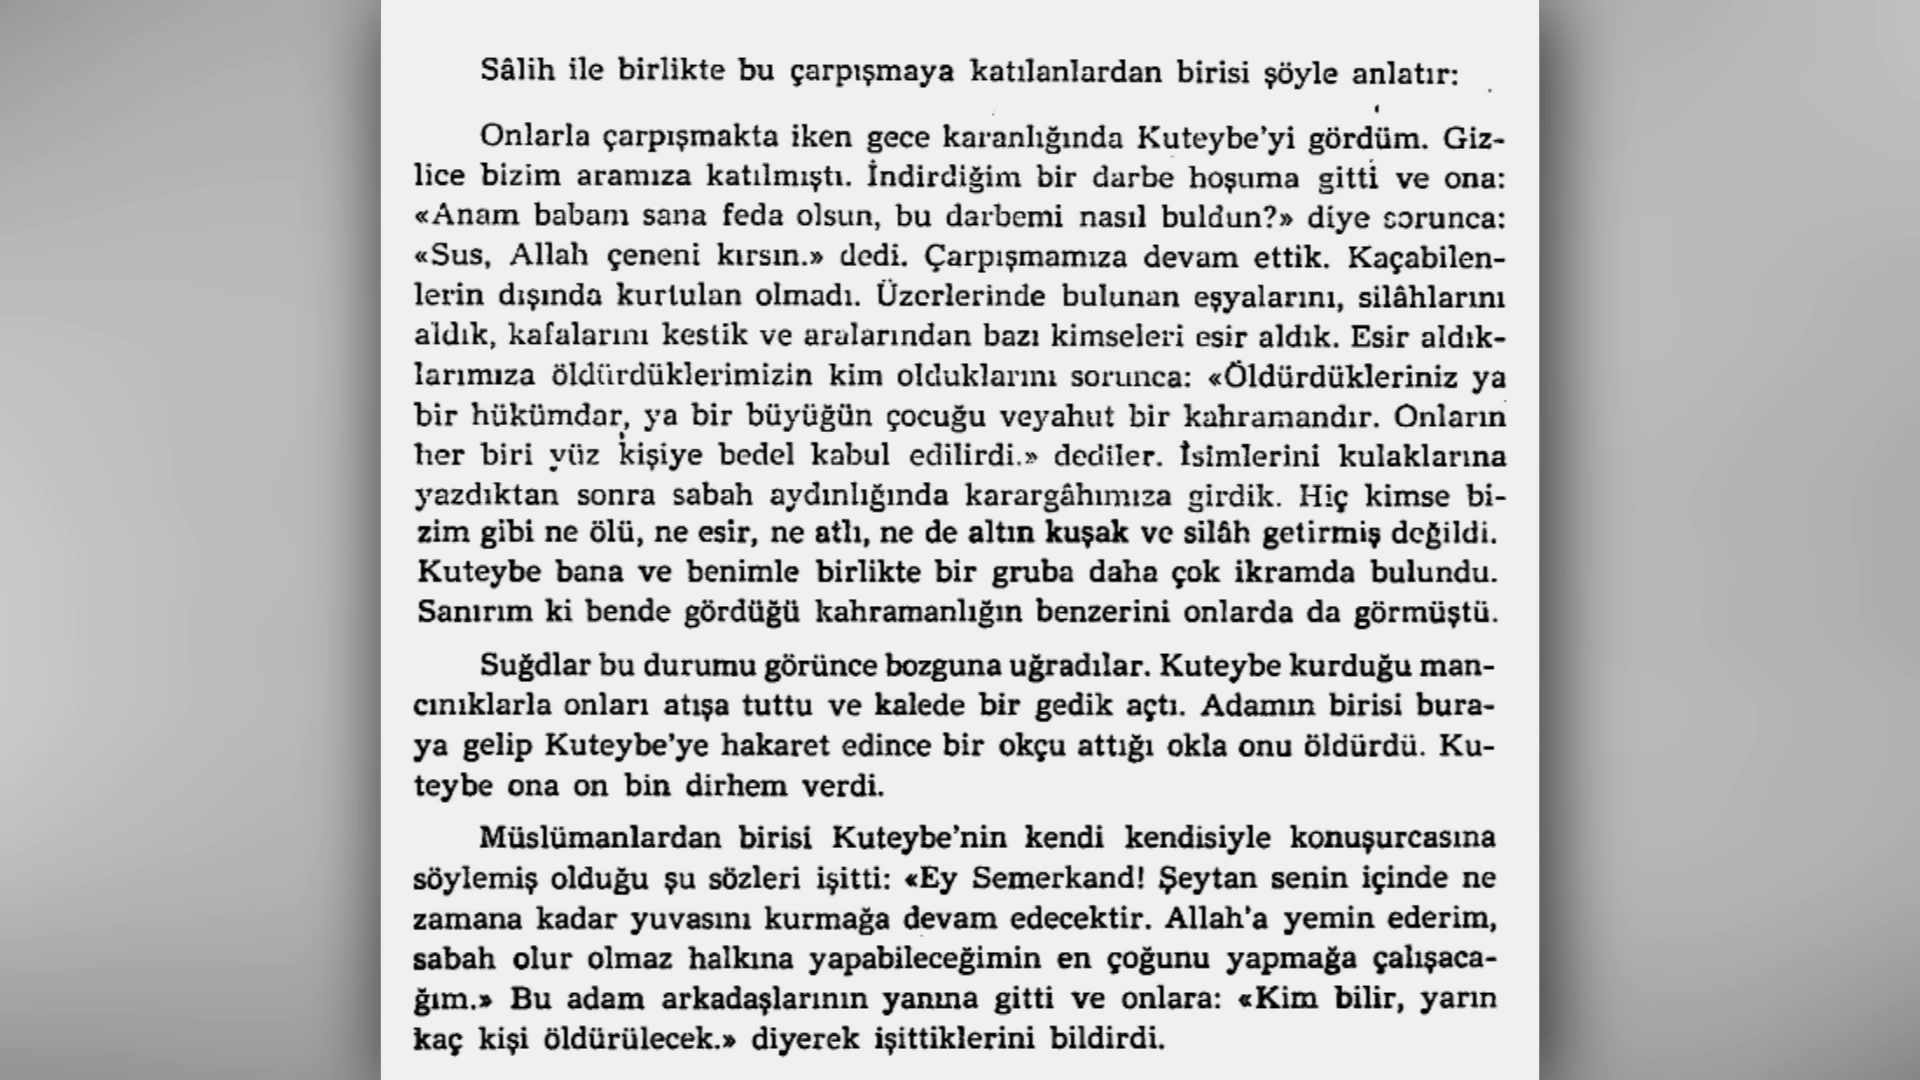 Sâlih ile birlikte bu çarpışmaya katılanlardan birisi şöyle anlatır:
Onlarla çarpışmakta iken gece karanlığında Kuteybe'yi gördüm. Giz-
lice bizim aramıza katılmıştı. İndirdiğim bir darbe hoşuma gitti ve ona:
«Anam babam sana feda olsun, bu darbemi nasıl buldun?» diye sorunca:
«Sus, Allah çeneni kırsın.» dedi. Çarpışmamıza devam ettik. Kaçabilen-
lerin dışında kurtulan olmadı. Üzerlerinde bulunan eşyalarını, silâhlarını
aldık, kafalarını kestik ve aralarından bazı kimseleri esir aldık. Esir aldık-
larımıza öldürdüklerimizin kim olduklarını sorunca: «Öldürdükleriniz ya
bir hükümdar, ya bir büyüğün çocuğu veyahut bir kahramandır. Onların
her biri yüz kişiye bedel kabul edilirdi.» dediler. İsimlerini kulaklarına
yazdıktan sonra sabah aydınlığında karargâhımıza girdik. Hiç kimse bi-
zim gibi ne ölü, ne esir, ne atlı, ne de altın kuşak ve silâh getirmiş değildi.
Kuteybe bana ve benimle birlikte bir gruba daha çok ikramda bulundu.
Sanırım ki bende gördüğü kahramanlığın benzerini onlarda da görmüştü.
Suğdlar bu durumu görünce bozguna uğradılar. Kuteybe kurduğu man-
cınıklarla onları atışa tuttu ve kalede bir gedik açtı. Adamın birisi bura-
ya gelip Kuteybe'ye hakaret edince bir okçu attığı okla onu öldürdü. Ku-
teybe ona on bin dirhem verdi.
Müslümanlardan birisi Kuteybe'nin kendi kendisiyle konuşurcasına
söylemiş olduğu şu sözleri işitti: «Ey Semerkand! Şeytan senin içinde ne
zamana kadar yuvasını kurmağa devam edecektir. Allah'a yemin ederim,
sabah olur olmaz halkına yapabileceğimin en çoğunu yapmağa çalışaca-
ğım.» Bu adam arkadaşlarının yanına gitti ve onlara: «Kim bilir, yarın
kaç kişi öldürülecek.» diyerek işittiklerini bildirdi.